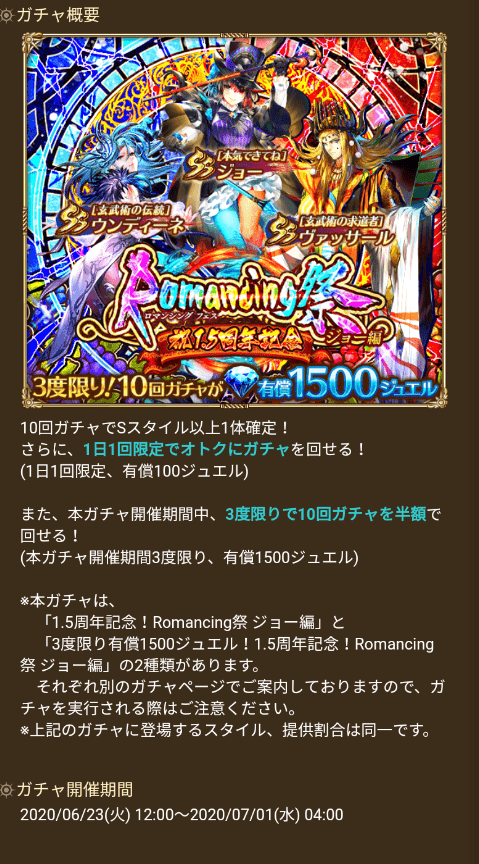 ガチャ概要
SS [本気できてね]
ジョー
SS [玄武術の伝統]
ウンディーネ
SS [玄武術の求道者]
ヴァッサール
Romancing祭
ロマンシング フェス
祝1.5周年記念 ジョー編
3度限り!10回ガチャが 有償1500ジュエル
10回ガチャでSスタイル以上1体確定！
さらに、1日1回限定でオトクにガチャを回せる！
(1日1回限定、有償100ジュエル)
また、本ガチャ開催期間中、3度限りで10回ガチャを半額で
回せる！
(本ガチャ開催期間3度限り、有償1500ジュエル)
※本ガチャは、
「1.5周年記念！Romancing祭 ジョー編」と
「3度限り有償1500ジュエル！1.5周年記念！Romancing
祭 ジョー編」の2種類があります。
それぞれ別のガチャページでご案内しておりますので、ガ
チャを実行される際はご注意ください。
※上記のガチャに登場するスタイル、提供割合は同一です。
ガチャ開催期間
2020/06/23(火) 12:00〜2020/07/01(水) 04:00